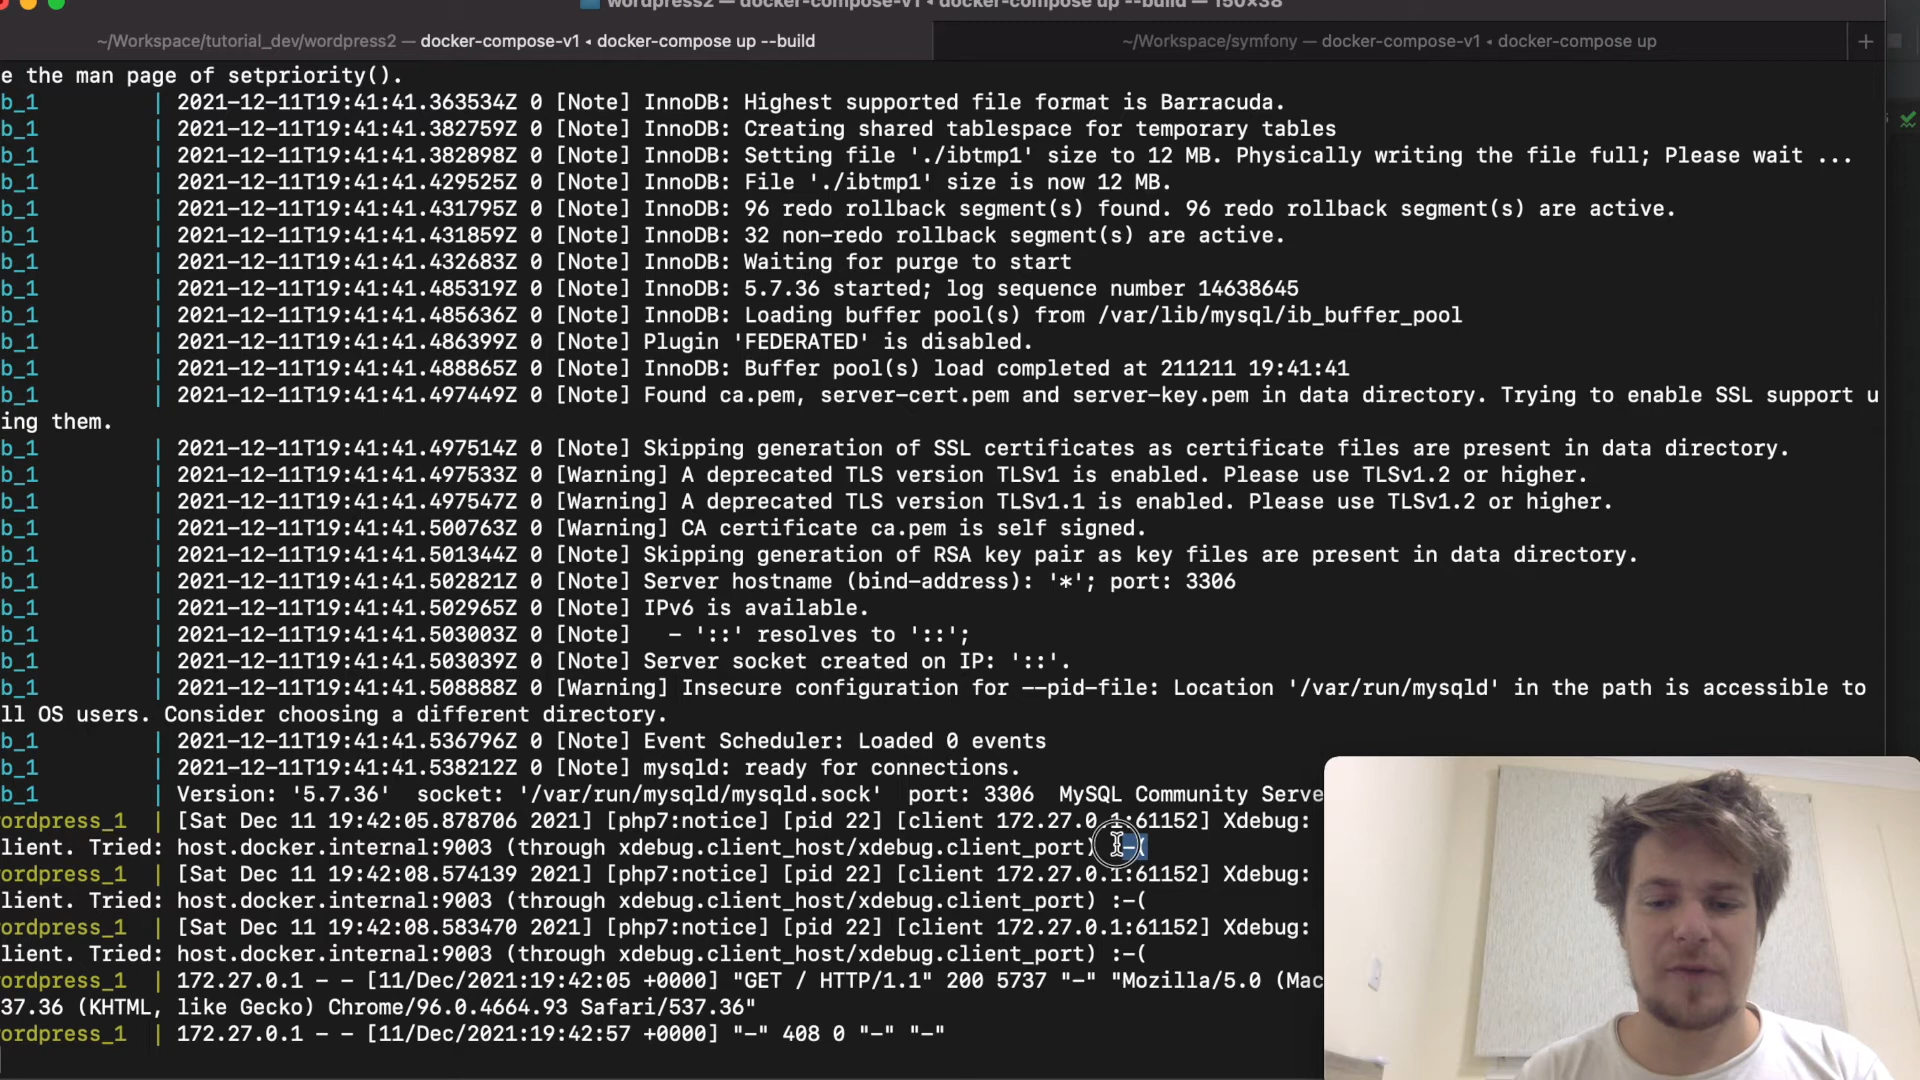 wordpress2 — docker-compose-v1 ◂ docker-compose up --build — 150×38
~/Workspace/tutorial_dev/wordpress2 — docker-compose-v1 ◂ docker-compose up --build
~/Workspace/symfony — docker-compose-v1 ◂ docker-compose up +
e the man page of setpriority().
b_1 | 2021-12-11T19:41:41.363534Z 0 [Note] InnoDB: Highest supported file format is Barracuda.
b_1 | 2021-12-11T19:41:41.382759Z 0 [Note] InnoDB: Creating shared tablespace for temporary tables
b_1 | 2021-12-11T19:41:41.382898Z 0 [Note] InnoDB: Setting file './ibtmp1' size to 12 MB. Physically writing the file full; Please wait ...
b_1 | 2021-12-11T19:41:41.429525Z 0 [Note] InnoDB: File './ibtmp1' size is now 12 MB.
b_1 | 2021-12-11T19:41:41.431795Z 0 [Note] InnoDB: 96 redo rollback segment(s) found. 96 redo rollback segment(s) are active.
b_1 | 2021-12-11T19:41:41.431859Z 0 [Note] InnoDB: 32 non-redo rollback segment(s) are active.
b_1 | 2021-12-11T19:41:41.432683Z 0 [Note] InnoDB: Waiting for purge to start
b_1 | 2021-12-11T19:41:41.485319Z 0 [Note] InnoDB: 5.7.36 started; log sequence number 14638645
b_1 | 2021-12-11T19:41:41.485636Z 0 [Note] InnoDB: Loading buffer pool(s) from /var/lib/mysql/ib_buffer_pool
b_1 | 2021-12-11T19:41:41.486399Z 0 [Note] Plugin 'FEDERATED' is disabled.
b_1 | 2021-12-11T19:41:41.488865Z 0 [Note] InnoDB: Buffer pool(s) load completed at 211211 19:41:41
b_1 | 2021-12-11T19:41:41.497449Z 0 [Note] Found ca.pem, server-cert.pem and server-key.pem in data directory. Trying to enable SSL support u
ing them.
b_1 | 2021-12-11T19:41:41.497514Z 0 [Note] Skipping generation of SSL certificates as certificate files are present in data directory.
b_1 | 2021-12-11T19:41:41.497533Z 0 [Warning] A deprecated TLS version TLSv1 is enabled. Please use TLSv1.2 or higher.
b_1 | 2021-12-11T19:41:41.497547Z 0 [Warning] A deprecated TLS version TLSv1.1 is enabled. Please use TLSv1.2 or higher.
b_1 | 2021-12-11T19:41:41.500763Z 0 [Warning] CA certificate ca.pem is self signed.
b_1 | 2021-12-11T19:41:41.501344Z 0 [Note] Skipping generation of RSA key pair as key files are present in data directory.
b_1 | 2021-12-11T19:41:41.502821Z 0 [Note] Server hostname (bind-address): '*'; port: 3306
b_1 | 2021-12-11T19:41:41.502965Z 0 [Note] IPv6 is available.
b_1 | 2021-12-11T19:41:41.503003Z 0 [Note]   - '::' resolves to '::';
b_1 | 2021-12-11T19:41:41.503039Z 0 [Note] Server socket created on IP: '::'.
b_1 | 2021-12-11T19:41:41.508888Z 0 [Warning] Insecure configuration for --pid-file: Location '/var/run/mysqld' in the path is accessible to
ll OS users. Consider choosing a different directory.
b_1 | 2021-12-11T19:41:41.536796Z 0 [Note] Event Scheduler: Loaded 0 events
b_1 | 2021-12-11T19:41:41.538212Z 0 [Note] mysqld: ready for connections.
b_1 | Version: '5.7.36'  socket: '/var/run/mysqld/mysqld.sock'  port: 3306  MySQL Community Serve
ordpress_1 | [Sat Dec 11 19:42:05.878706 2021] [php7:notice] [pid 22] [client 172.27.0.1:61152] Xdebug:
lient. Tried: host.docker.internal:9003 (through xdebug.client_host/xdebug.client_port) :-(
ordpress_1 | [Sat Dec 11 19:42:08.574139 2021] [php7:notice] [pid 22] [client 172.27.0.1:61152] Xdebug:
lient. Tried: host.docker.internal:9003 (through xdebug.client_host/xdebug.client_port) :-(
ordpress_1 | [Sat Dec 11 19:42:08.583470 2021] [php7:notice] [pid 22] [client 172.27.0.1:61152] Xdebug:
lient. Tried: host.docker.internal:9003 (through xdebug.client_host/xdebug.client_port) :-(
ordpress_1 | 172.27.0.1 - - [11/Dec/2021:19:42:05 +0000] "GET / HTTP/1.1" 200 5737 "-" "Mozilla/5.0 (Mac
37.36 (KHTML, like Gecko) Chrome/96.0.4664.93 Safari/537.36"
ordpress_1 | 172.27.0.1 - - [11/Dec/2021:19:42:57 +0000] "-" 408 0 "-" "-"